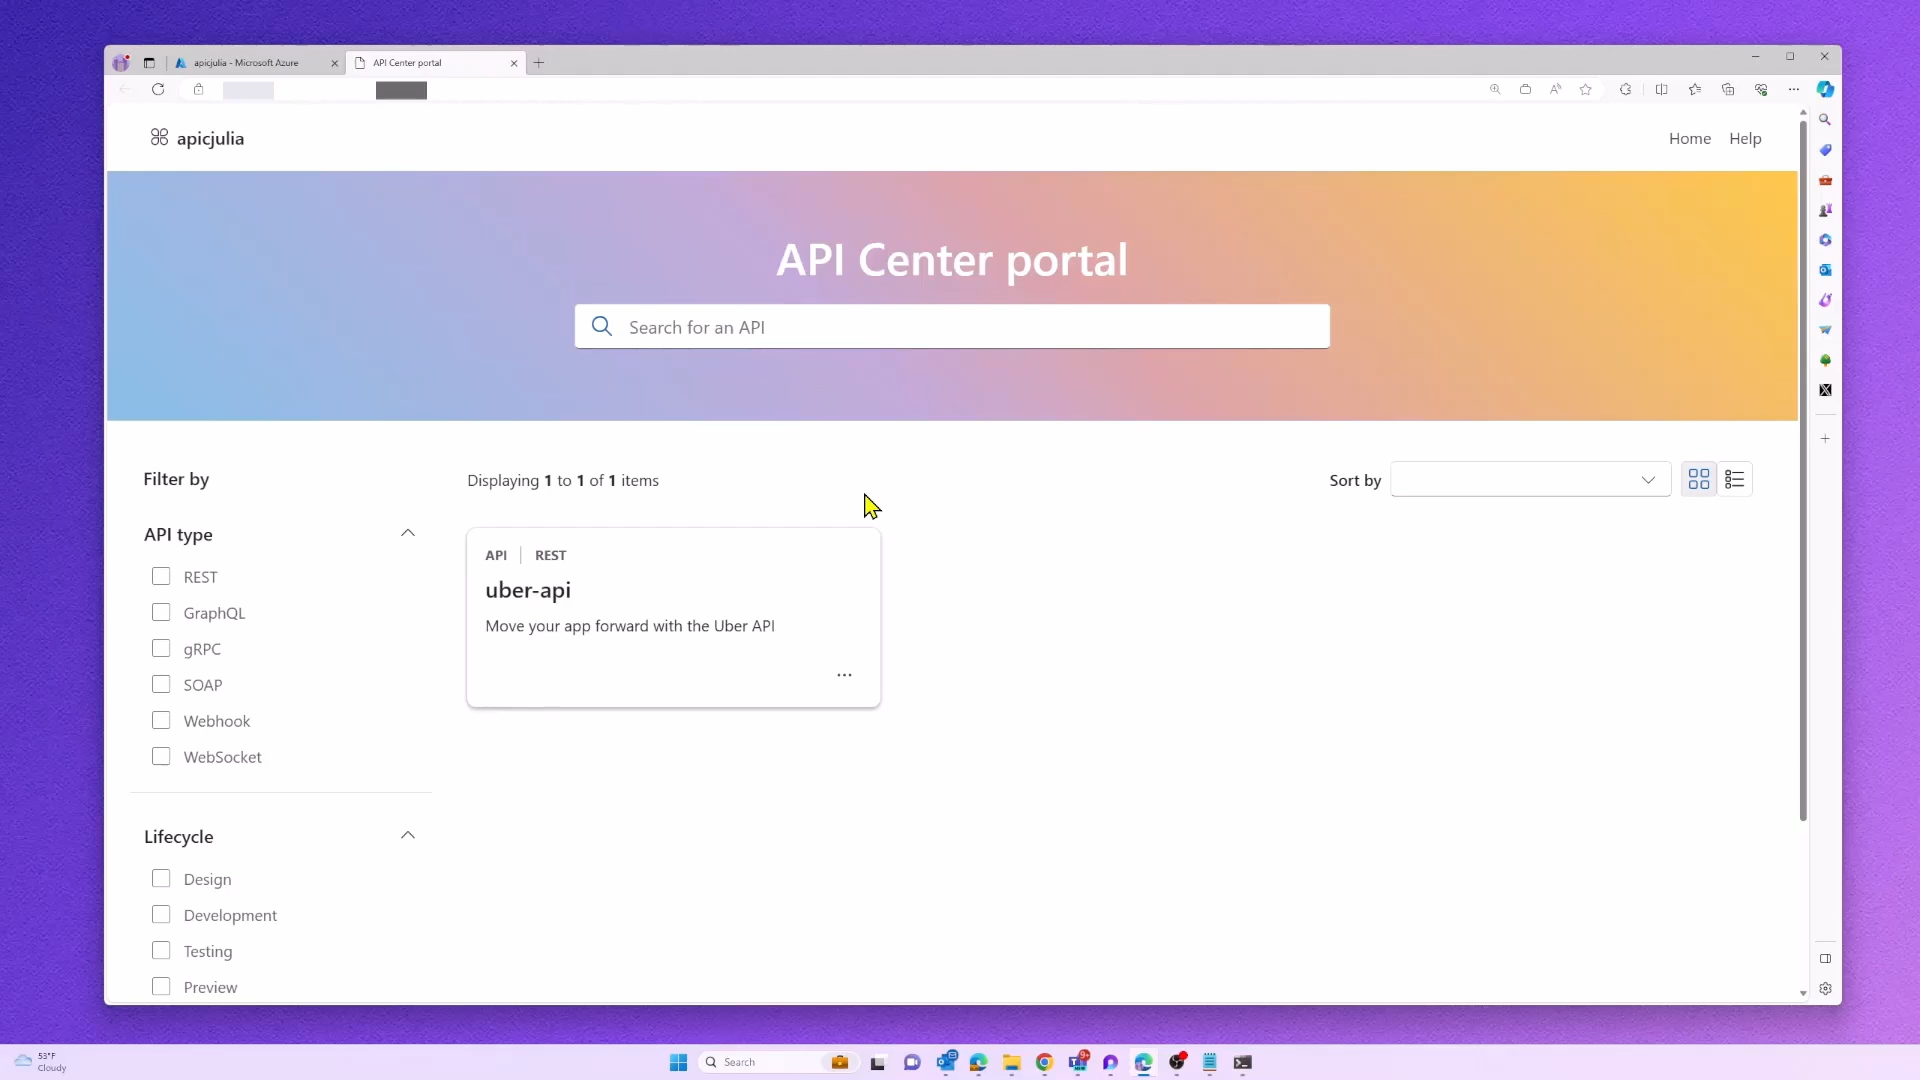 apicjulia - Microsoft Azure
API Center portal
apicjulia
Home
Help
API Center portal
Search for an API
Filter by
Displaying 1 to 1 of 1 items
Sort by
API type
REST
GraphQL
gRPC
SOAP
Webhook
WebSocket
API | REST
uber-api
Move your app forward with the Uber API
...
Lifecycle
Design
Development
Testing
Preview
53°F
Cloudy
Search
9+